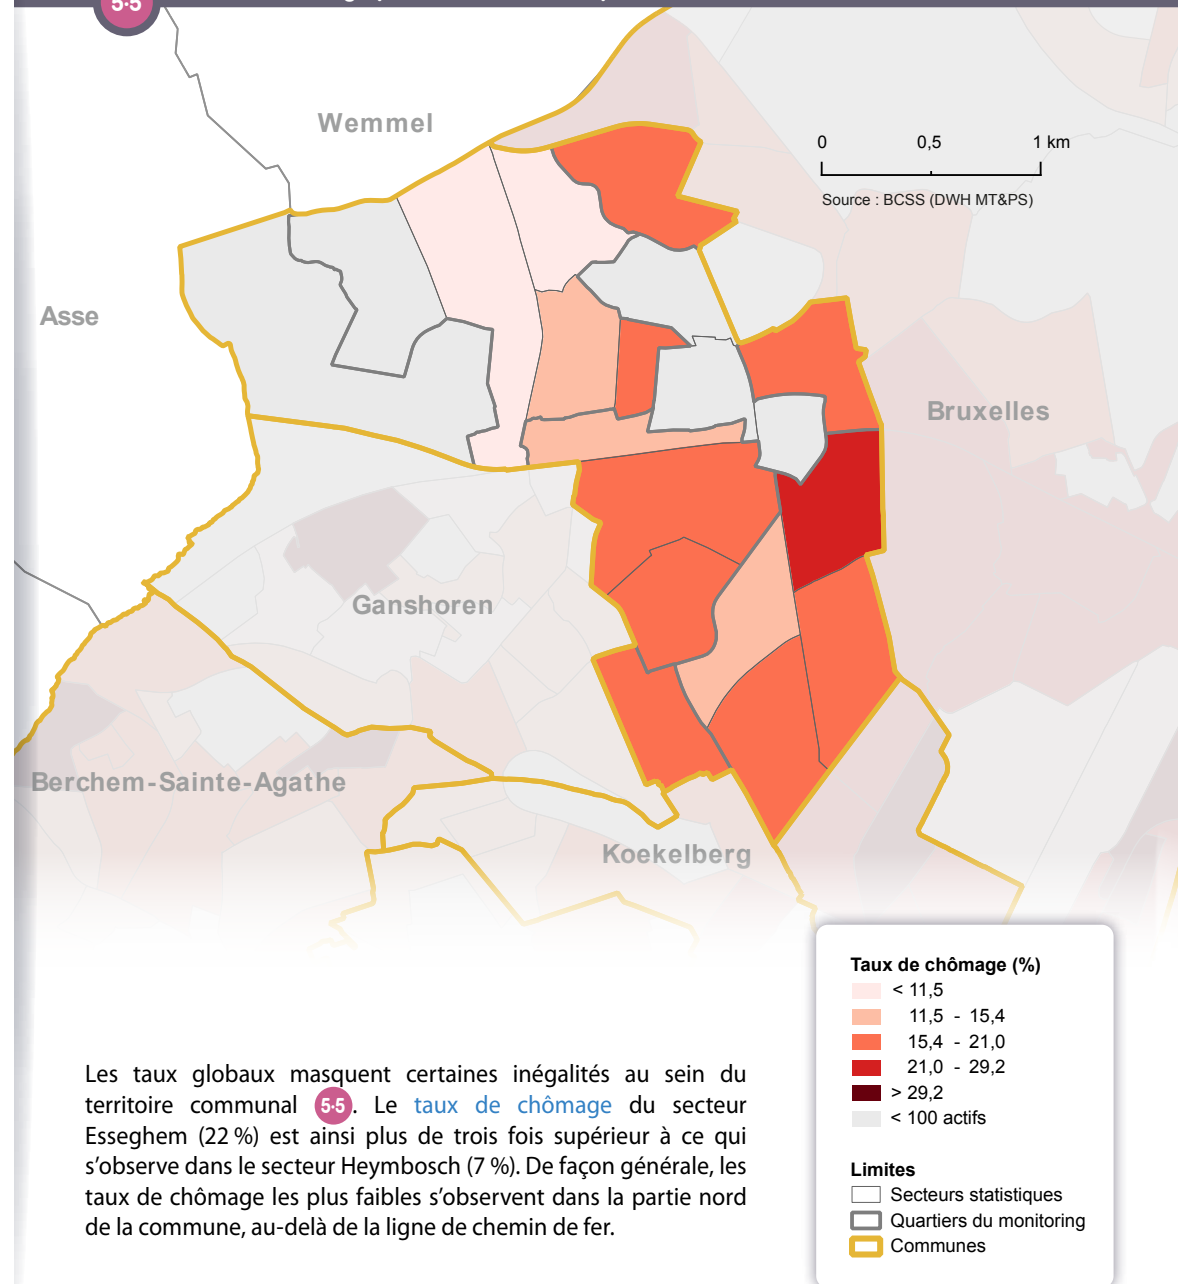 5·5
Wemmel
0 0,5 1 km
Source : BCSS (DWH MT&PS)
Asse
Bruxelles
Ganshoren
Berchem-Sainte-Agathe
Koekelberg
Taux de chômage (%)
< 11,5
11,5 - 15,4
15,4 - 21,0
21,0 - 29,2
> 29,2
< 100 actifs
Limites
Secteurs statistiques
Quartiers du monitoring
Communes
Les taux globaux masquent certaines inégalités au sein du
territoire communal 5·5. Le taux de chômage du secteur
Esseghem (22 %) est ainsi plus de trois fois supérieur à ce qui
s’observe dans le secteur Heymbosch (7 %). De façon générale, les
taux de chômage les plus faibles s’observent dans la partie nord
de la commune, au-delà de la ligne de chemin de fer.